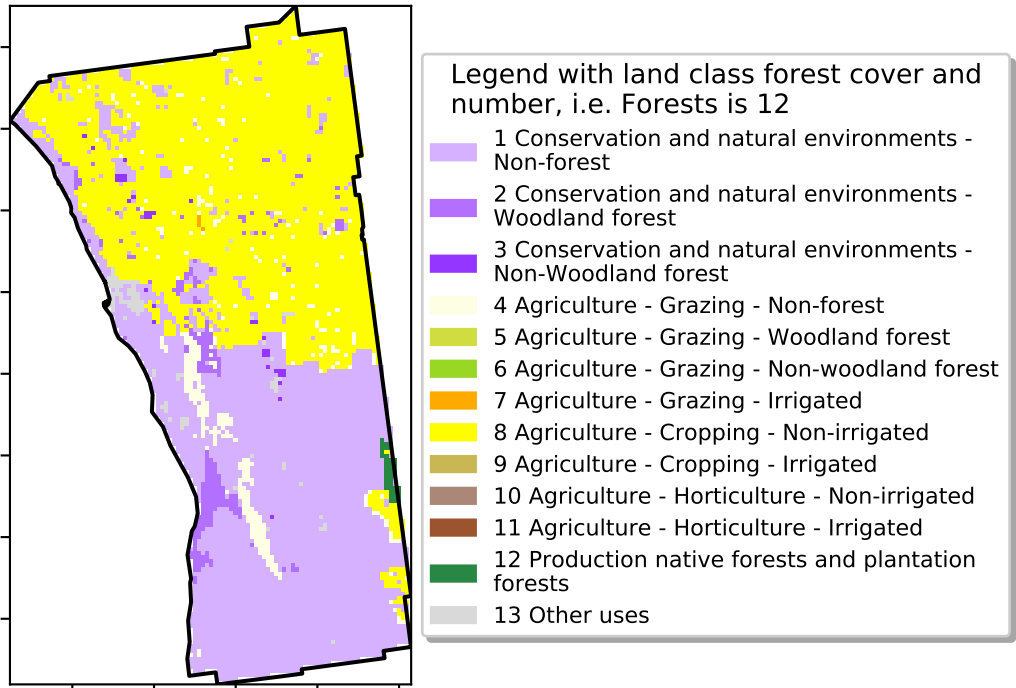 Legend with land class forest cover and
number, i.e. Forests is 12
1 Conservation and natural environments -
Non-forest
2 Conservation and natural environments -
Woodland forest
3 Conservation and natural environments -
Non-Woodland forest
4 Agriculture - Grazing - Non-forest
5 Agriculture - Grazing - Woodland forest
6 Agriculture - Grazing - Non-woodland forest
7 Agriculture - Grazing - Irrigated
8 Agriculture - Cropping - Non-irrigated
9 Agriculture - Cropping - Irrigated
10 Agriculture - Horticulture - Non-irrigated
11 Agriculture - Horticulture - Irrigated
12 Production native forests and plantation
forests
13 Other uses